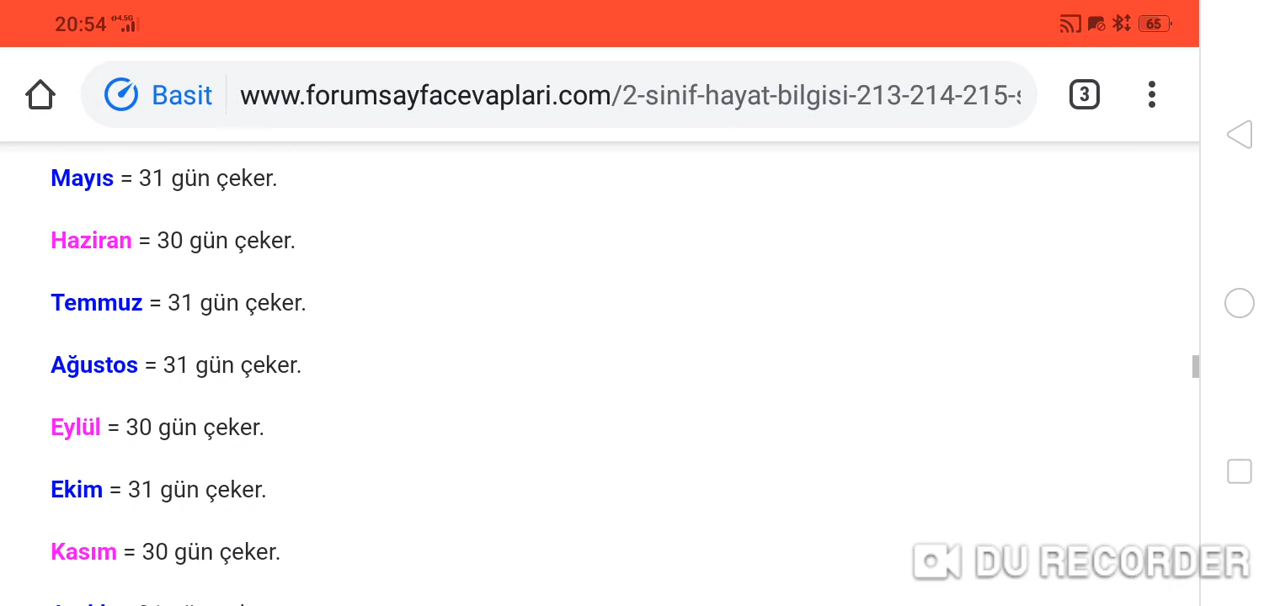 20:54 4.5G 65
Basit www.forumsayfacevaplari.com/2-sinif-hayat-bilgisi-213-214-215-s 3
Mayıs = 31 gün çeker.
Haziran = 30 gün çeker.
Temmuz = 31 gün çeker.
Ağustos = 31 gün çeker.
Eylül = 30 gün çeker.
Ekim = 31 gün çeker.
Kasım = 30 gün çeker.
DU RECORDER